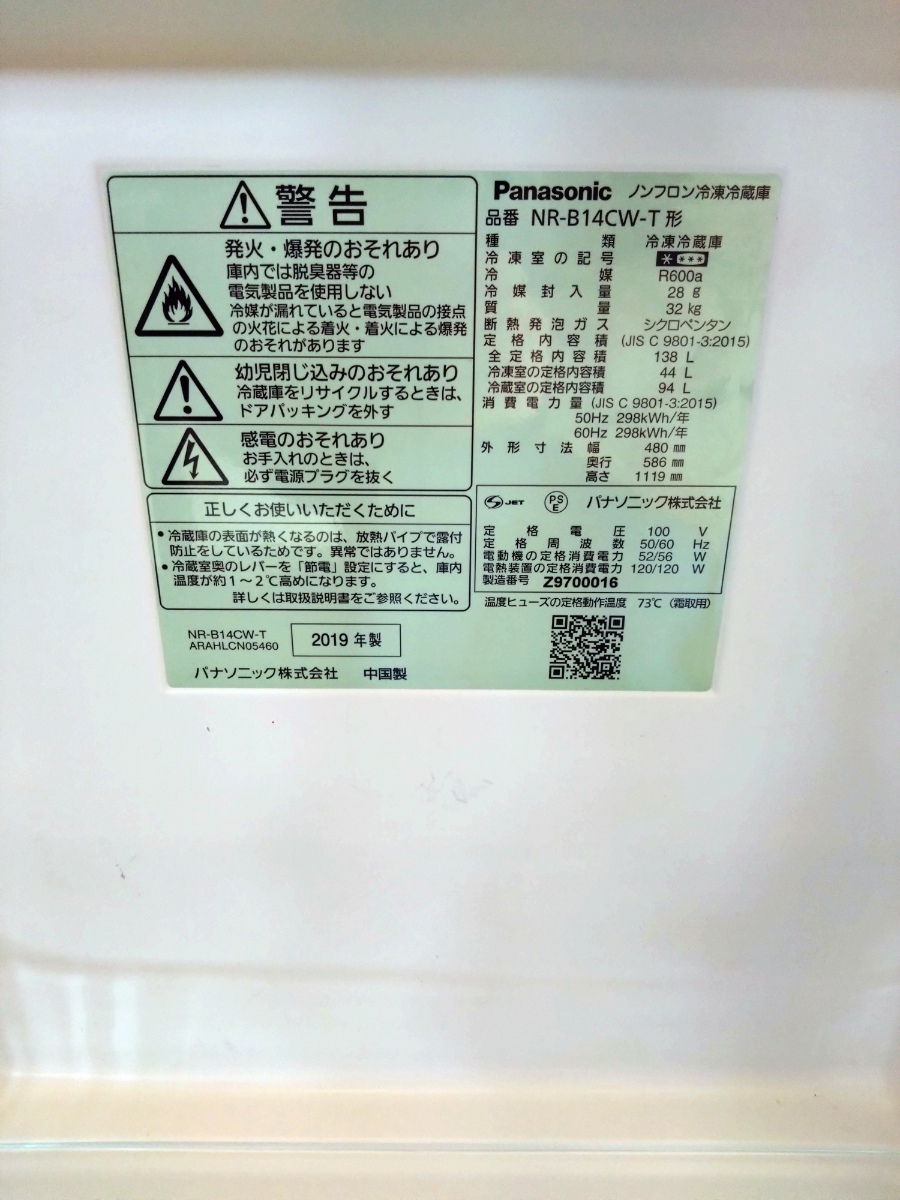 警告
発火・爆発のおそれあり
庫内では脱臭器等の
電気製品を使用しない
冷媒が漏れていると電気製品の接点
の火花による着火・着火による爆発
のおそれがあります
幼児閉じ込みのおそれあり
冷蔵庫をリサイクルするときは、
ドアパッキングを外す
感電のおそれあり
お手入れのときは、
必ず電源プラグを抜く
正しくお使いいただくために
•冷蔵庫の表面が熱くなるのは、放熱パイプで露付
防止をしているためです。異常ではありません。
•冷蔵室奥のレバーを「節電」設定にすると、庫内
温度が約1~2℃高めになります。
詳しくは取扱説明書をご参照ください。
NR-B14CW-T
ARAHLCN05460
2019 年製
パナソニック株式会社 中国製
Panasonic ノンフロン冷凍冷蔵庫
品番 NR-B14CW-T 形
種類 冷凍冷蔵庫
冷凍室の記号 * ***
冷媒 R600a
冷媒封入量 28 g
質量 32 kg
断熱発泡ガス シクロペンタン
定格内容積 (JIS C 9801-3:2015)
全定格内容積 138 L
冷凍室の定格内容積 44 L
冷蔵室の定格内容積 94 L
消費電力量 (JIS C 9801-3:2015)
50Hz 298kWh/年
60Hz 298kWh/年
外形寸法 幅 480 mm
奥行 586 mm
高さ 1119 mm
S JET PS E パナソニック株式会社
定格電圧 100 V
定格周波数 50/60 Hz
電動機の定格消費電力 52/56 W
電熱装置の定格消費電力 120/120 W
製造番号 Z9700016
温度ヒューズの定格動作温度 73℃ (霜取用)